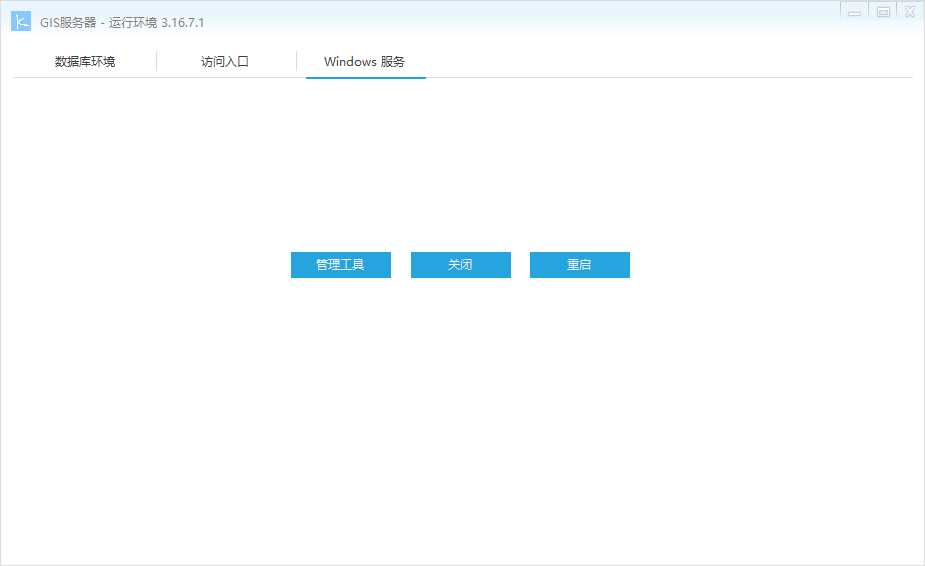 GIS服务器 - 运行环境 3.16.7.1
数据库环境 访问入口 Windows 服务
管理工具 关闭 重启